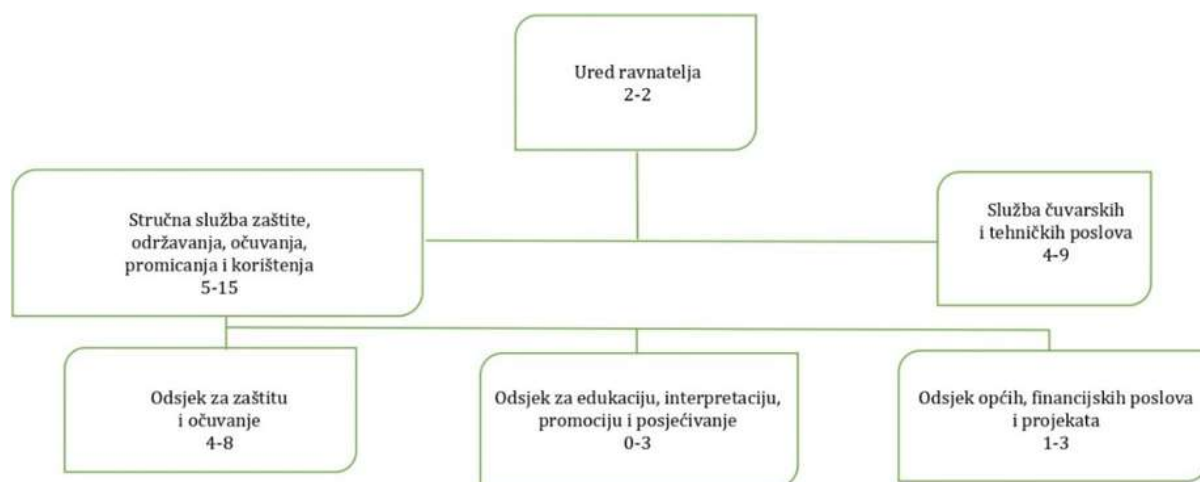 Ured ravnatelja
2-2
Stručna služba zaštite,
održavanja, očuvanja,
promicanja i korištenja
5-15
Služba čuvarskih
i tehničkih poslova
4-9
Odsjek za zaštitu
i očuvanje
4-8
Odsjek za edukaciju, interpretaciju,
promociju i posjećivanje
0-3
Odsjek općih, financijskih poslova
i projekata
1-3